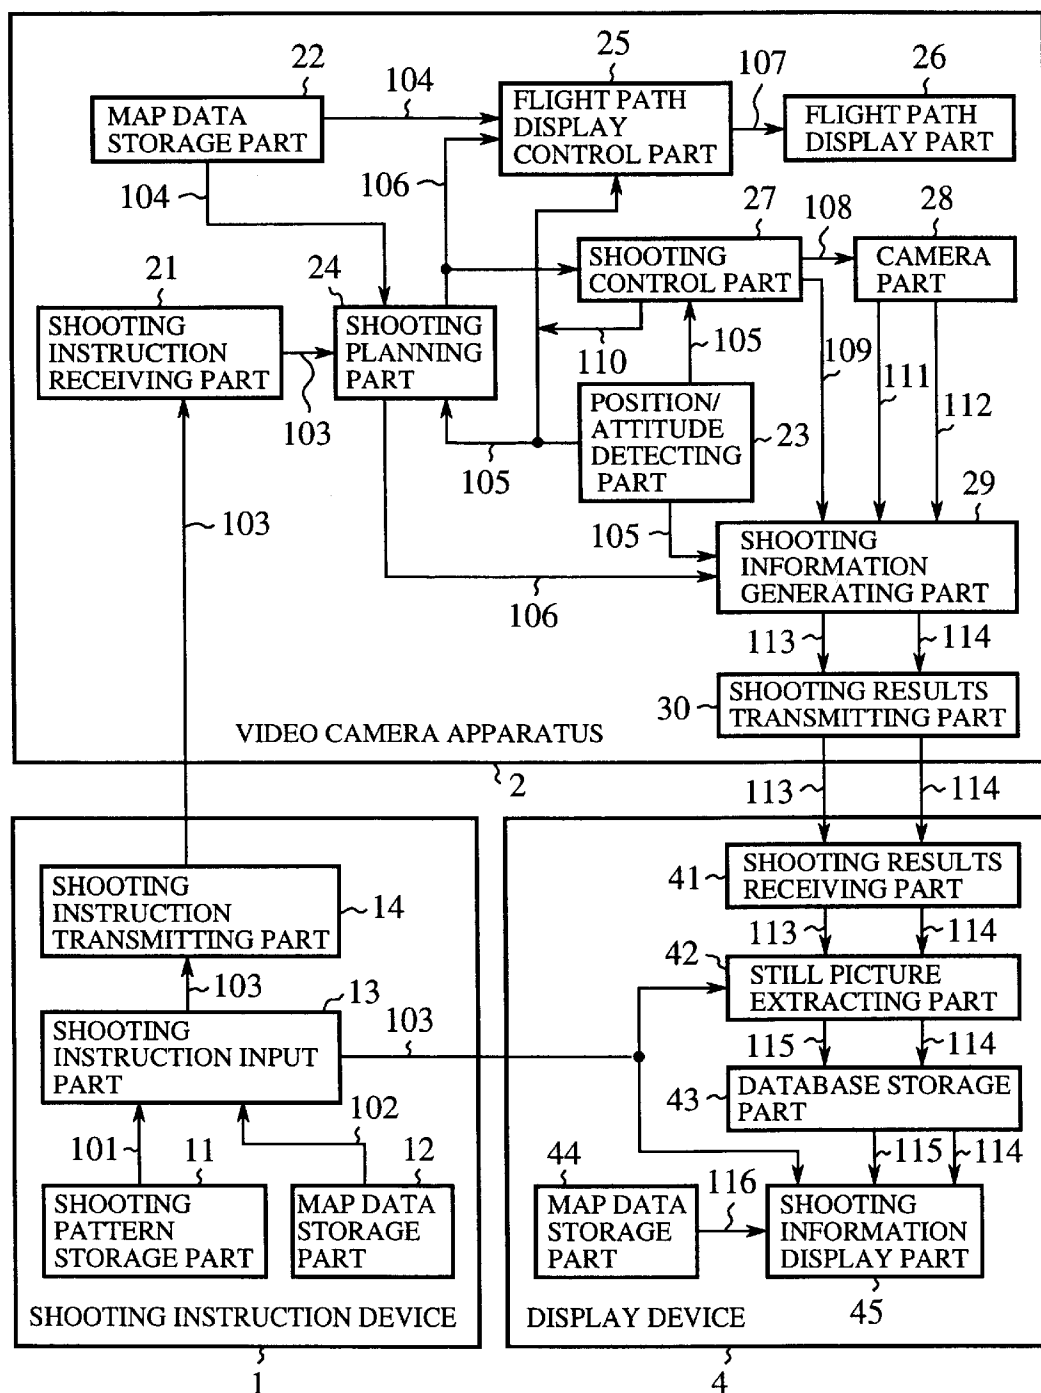 22
MAP DATA
STORAGE PART
104
104
25
FLIGHT PATH
DISPLAY
CONTROL PART
107
26
FLIGHT PATH
DISPLAY PART
106
27
SHOOTING
CONTROL PART
108
28
CAMERA
PART
21
SHOOTING
INSTRUCTION
RECEIVING PART
103
24
SHOOTING
PLANNING
PART
110
105
109
111
112
105
POSITION/
ATTITUDE
DETECTING
PART
23
105
29
SHOOTING
INFORMATION
GENERATING PART
103
106
113
114
30
SHOOTING RESULTS
TRANSMITTING PART
VIDEO CAMERA APPARATUS
2
113
114
SHOOTING
INSTRUCTION
TRANSMITTING PART
14
103
13
SHOOTING
INSTRUCTION INPUT
PART
103
101
102
11
SHOOTING
PATTERN
STORAGE PART
12
MAP DATA
STORAGE
PART
SHOOTING INSTRUCTION DEVICE
1
41
SHOOTING RESULTS
RECEIVING PART
113
114
42
STILL PICTURE
EXTRACTING PART
115
114
43
DATABASE STORAGE
PART
115
114
44
MAP DATA
STORAGE
PART
116
SHOOTING
INFORMATION
DISPLAY PART
45
DISPLAY DEVICE
4